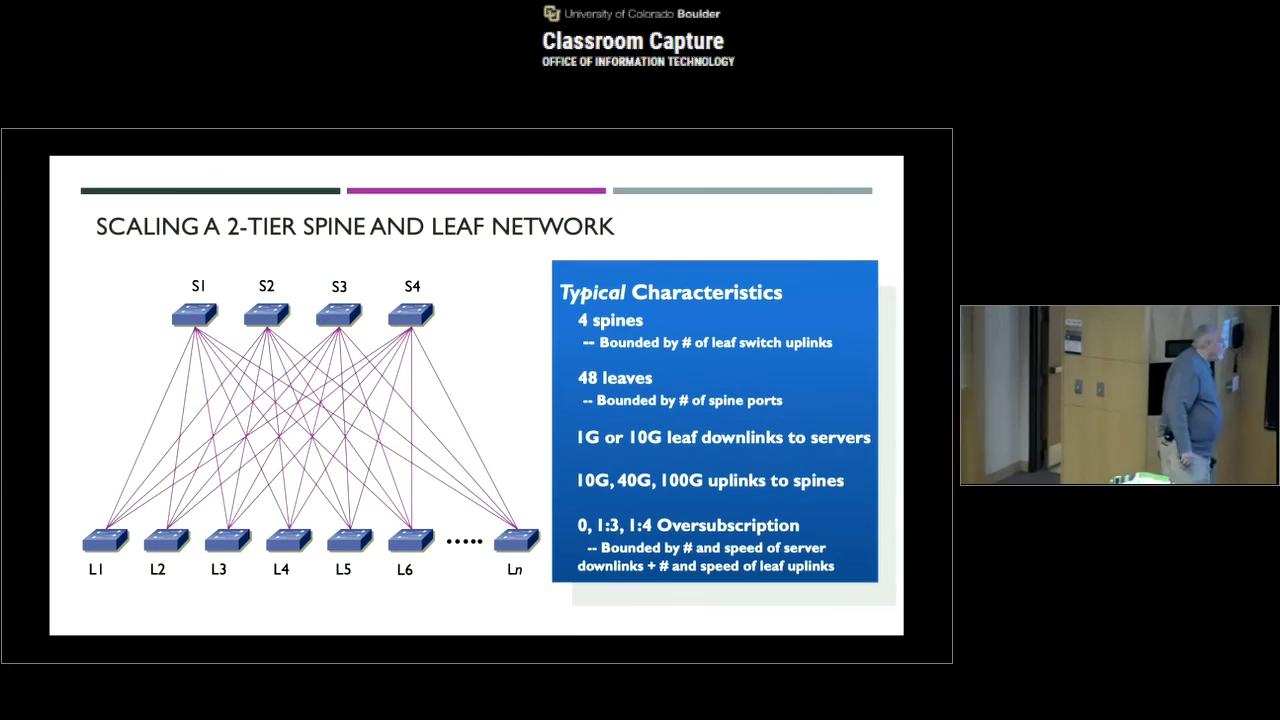 University of Colorado Boulder
Classroom Capture
OFFICE OF INFORMATION TECHNOLOGY
SCALING A 2-TIER SPINE AND LEAF NETWORK
S1 S2 S3 S4
L1 L2 L3 L4 L5 L6 ..... Ln
Typical Characteristics
4 spines
-- Bounded by # of leaf switch uplinks
48 leaves
-- Bounded by # of spine ports
1G or 10G leaf downlinks to servers
10G, 40G, 100G uplinks to spines
0, 1:3, 1:4 Oversubscription
-- Bounded by # and speed of server
downlinks + # and speed of leaf uplinks